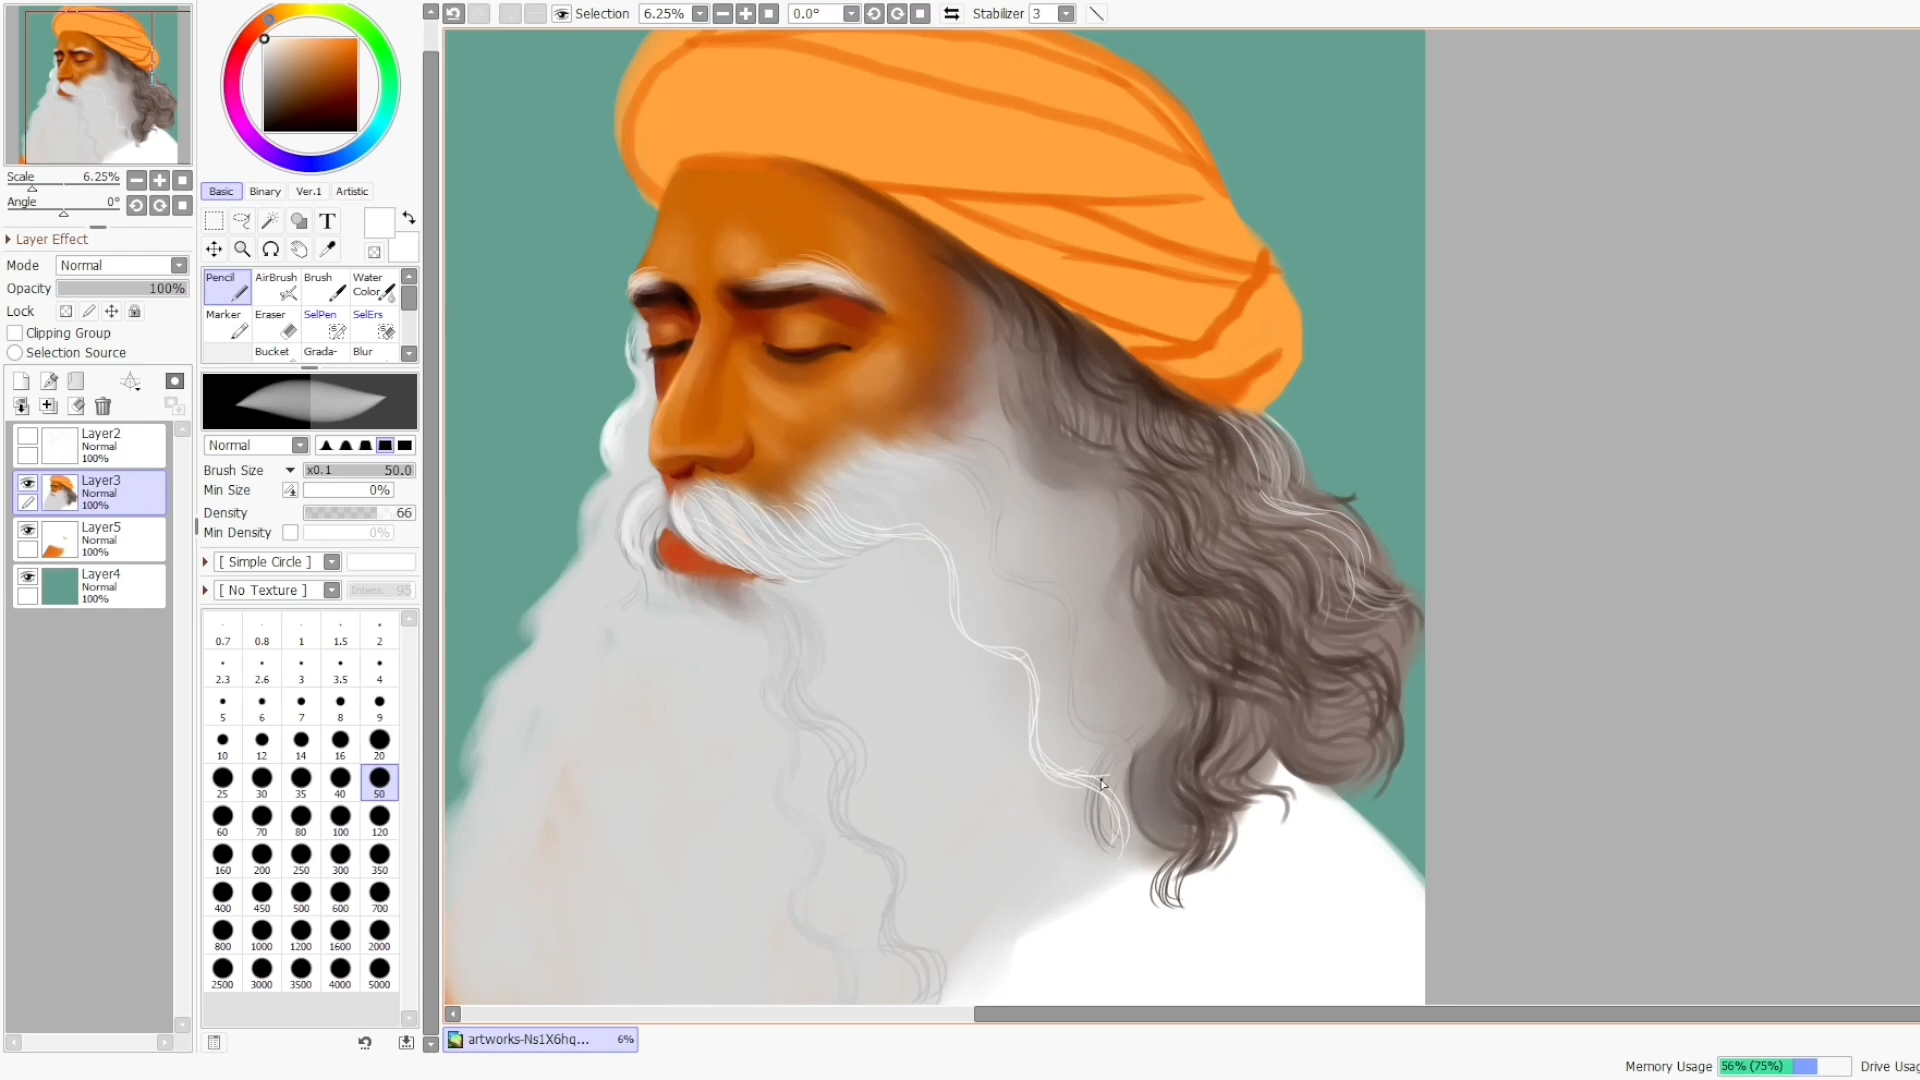 Selection 6.25% 0.0° Stabilizer 3
Scale 6.25%
Angle 0°
Layer Effect
Mode Normal
Opacity 100%
Lock
Clipping Group
Selection Source
Layer2
Normal
100%
Layer3
Normal
100%
Layer5
Normal
100%
Layer4
Normal
100%
Basic Binary Ver.1 Artistic
T
Pencil AirBrush Brush Water Color
Marker Eraser SelPen SelErs
Bucket Grada- Blur
Normal
Brush Size x0.1 50.0
Min Size 0%
Density 66
Min Density 0%
[ Simple Circle ]
[ No Texture ] Intens. 95
0.7 0.8 1 1.5 2
2.3 2.6 3 3.5 4
5 6 7 8 9
10 12 14 16 20
25 30 35 40 50
60 70 80 100 120
160 200 250 300 350
400 450 500 600 700
800 1000 1200 1600 2000
2500 3000 3500 4000 5000
artworks-Ns1X6hq... 6%
Memory Usage 56% (75%) Drive Usag